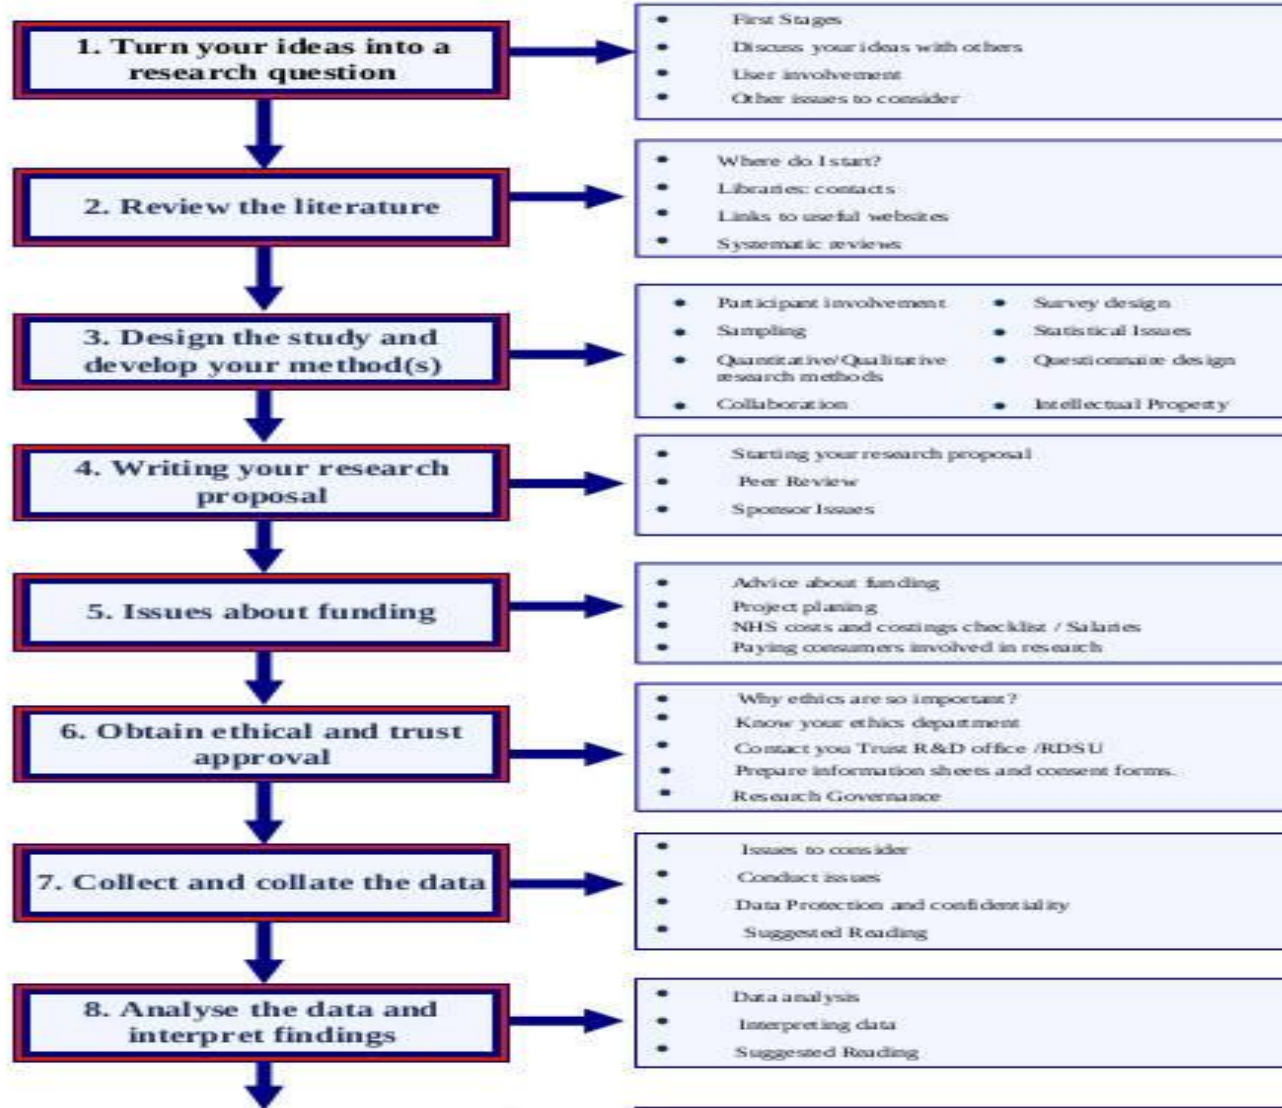 1. Turn your ideas into a
research question
First Stages
Discuss your ideas with others
User involvement
Other issues to consider
2. Review the literature
Where do I start?
Libraries: contacts
Links to useful websites
Systematic reviews
3. Design the study and
develop your method(s)
Participant involvement
Sampling
Quantitative/Qualitative
research methods
Collaboration
Survey design
Statistical Issues
Questionnaire design
Intellectual Property
4. Writing your research
proposal
Starting your research proposal
Peer Review
Sponsor Issues
5. Issues about funding
Advice about funding
Project planing
NHS costs and costings checklist / Salaries
Paying consumers involved in research
6. Obtain ethical and trust
approval
Why ethics are so important?
Know your ethics department
Contact you Trust R&D office /RDSU
Prepare information sheets and consent forms.
Research Governance
7. Collect and collate the data
Issues to consider
Conduct issues
Data Protection and confidentiality
Suggested Reading
8. Analyse the data and
interpret findings
Data analysis
Interpreting data
Suggested Reading